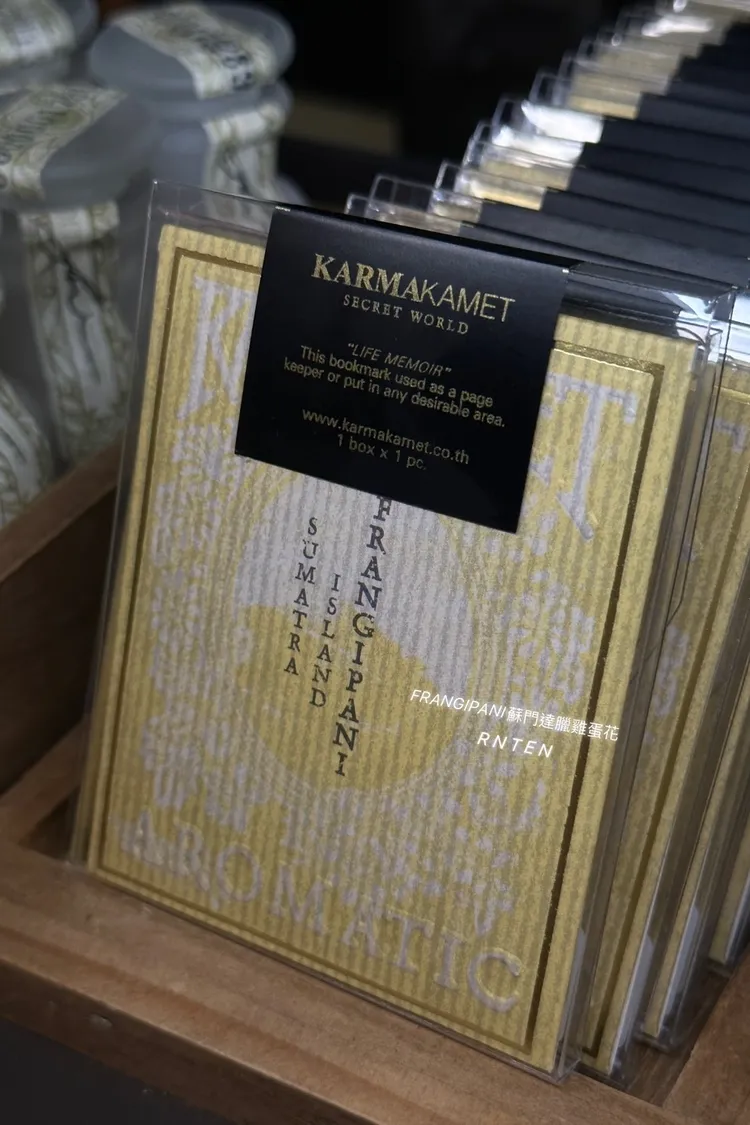 KARMAKAMET
SECRET WORLD
"LIFE MEMOIR"
This bookmark used as a page
keeper or put in any desirable area.
www.karmakamet.co.th
1 box x 1 pc.
FRANGIPANI
ISLAND
SUMATRA
FRANGIPANI蘇門達臘雞蛋花
RNTEN
AROMATIC